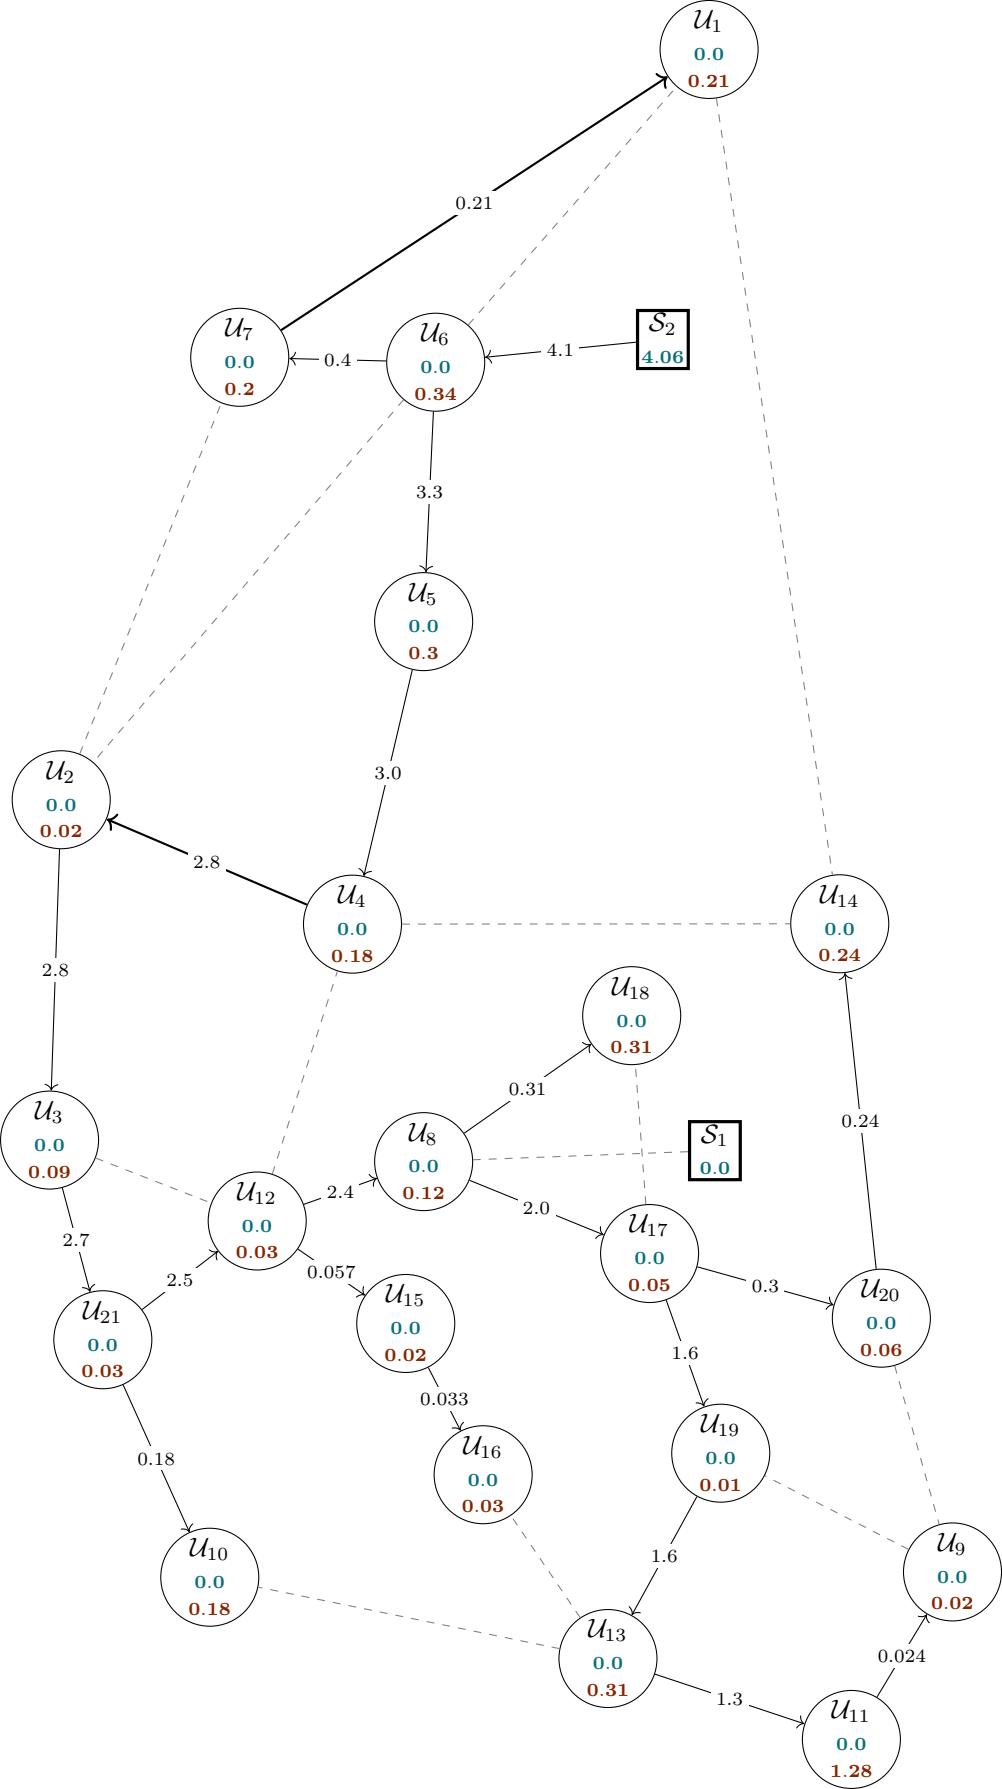 𝒰₁
0.0
0.21
0.21
𝒰₇
0.0
0.2
0.4
𝒰₆
0.0
0.34
4.1
𝒮₂
4.06
3.3
𝒰₅
0.0
0.3
3.0
𝒰₂
0.0
0.02
2.8
𝒰₄
0.0
0.18
𝒰₁₄
0.0
0.24
2.8
𝒰₁₈
0.0
0.31
0.31
0.24
𝒰₃
0.0
0.09
𝒰₈
0.0
0.12
𝒮₁
0.0
𝒰₁₂
0.0
0.03
2.4
2.0
𝒰₁₇
0.0
0.05
2.7
2.5
0.057
0.3
𝒰₂₁
0.0
0.03
𝒰₁₅
0.0
0.02
𝒰₂₀
0.0
0.06
1.6
0.033
0.18
𝒰₁₆
0.0
0.03
𝒰₁₉
0.0
0.01
1.6
𝒰₁₀
0.0
0.18
𝒰₉
0.0
0.02
𝒰₁₃
0.0
0.31
0.024
1.3
𝒰₁₁
0.0
1.28